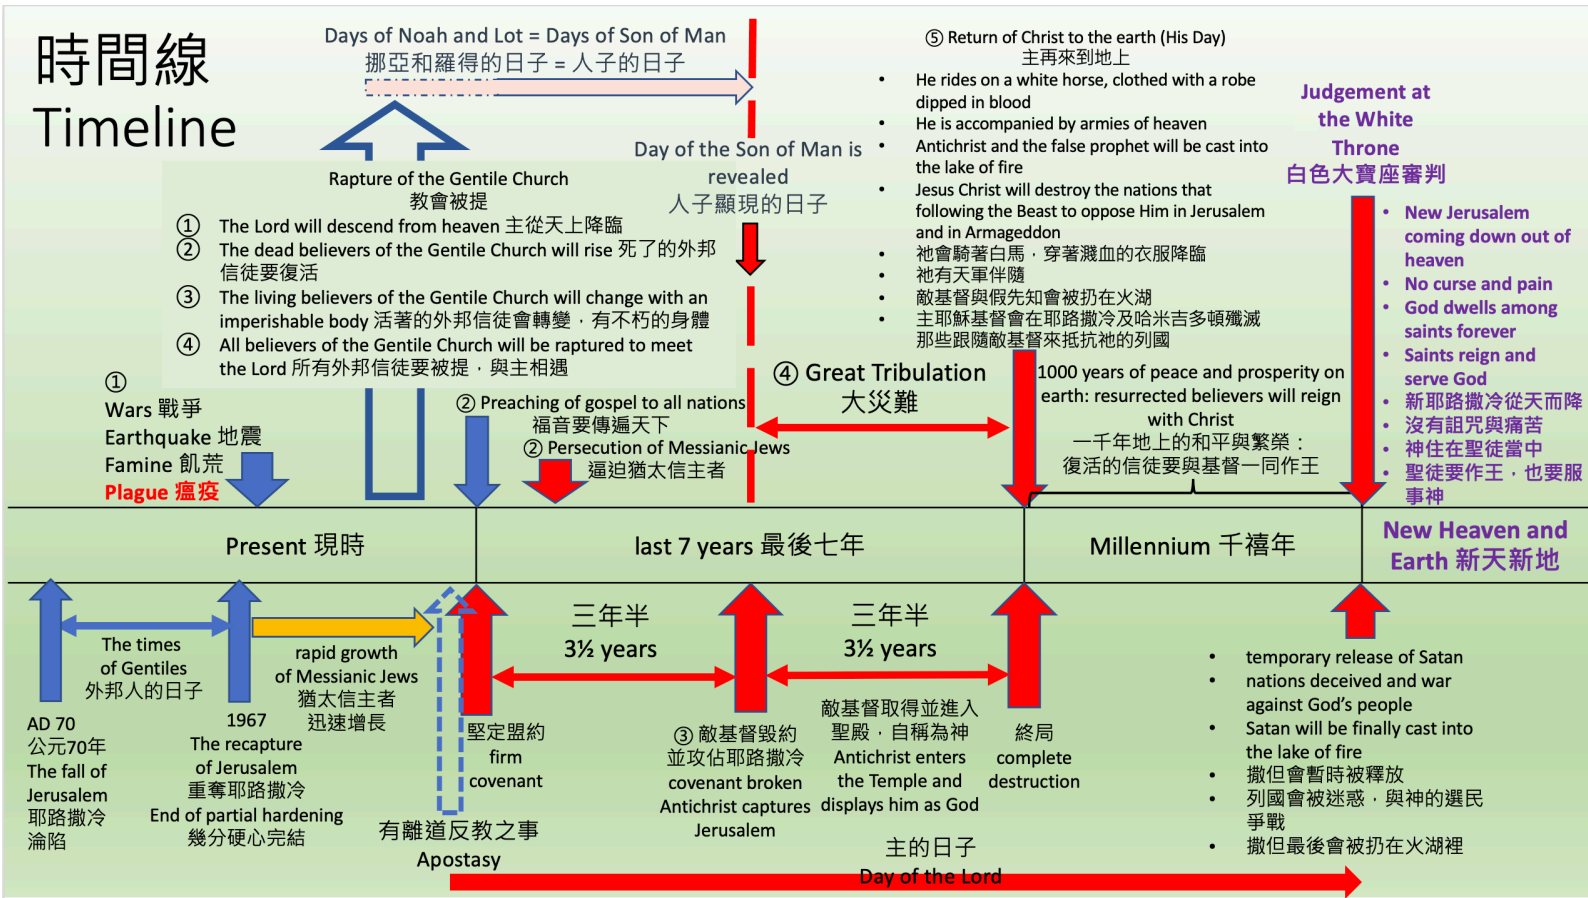 時間線
Timeline
Days of Noah and Lot = Days of Son of Man
挪亞和羅得的日子 = 人子的日子
Day of the Son of Man is
revealed
人子顯現的日子
Rapture of the Gentile Church
教會被提
① The Lord will descend from heaven 主從天上降臨
② The dead believers of the Gentile Church will rise 死了的外邦
信徒要復活
③ The living believers of the Gentile Church will change with an
imperishable body 活著的外邦信徒會轉變，有不朽的身體
④ All believers of the Gentile Church will be raptured to meet
the Lord 所有外邦信徒要被提，與主相遇
①
Wars 戰爭
Earthquake 地震
Famine 飢荒
Plague 瘟疫
② Preaching of gospel to all nations
福音要傳遍天下
② Persecution of Messianic Jews
逼迫猶太信主者
④ Great Tribulation
大災難
⑤ Return of Christ to the earth (His Day)
主再來到地上
• He rides on a white horse, clothed with a robe
dipped in blood
• He is accompanied by armies of heaven
• Antichrist and the false prophet will be cast into
the lake of fire
• Jesus Christ will destroy the nations that
following the Beast to oppose Him in Jerusalem
and in Armageddon
• 祂會騎著白馬，穿著濺血的衣服降臨
• 祂有天軍伴隨
• 敵基督與假先知會被扔在火湖
• 主耶穌基督會在耶路撒冷及哈米吉多頓殲滅
那些跟隨敵基督來抵抗祂的列國
1000 years of peace and prosperity on
earth: resurrected believers will reign
with Christ
一千年地上的和平與繁榮：
復活的信徒要與基督一同作王
Judgement at
the White
Throne
白色大寶座審判
• New Jerusalem
coming down out of
heaven
• No curse and pain
• God dwells among
saints forever
• Saints reign and
serve God
• 新耶路撒冷從天而降
• 沒有詛咒與痛苦
• 神住在聖徒當中
• 聖徒要作王，也要服
事神
Present 現時
last 7 years 最後七年
Millennium 千禧年
New Heaven and
Earth 新天新地
AD 70
公元70年
The fall of
Jerusalem
耶路撒冷
淪陷
The times
of Gentiles
外邦人的日子
1967
The recapture
of Jerusalem
重奪耶路撒冷
End of partial hardening
幾分硬心完結
rapid growth
of Messianic Jews
猶太信主者
迅速增長
有離道反教之事
Apostasy
堅定盟約
firm
covenant
三年半
3½ years
③ 敵基督毀約
並攻佔耶路撒冷
covenant broken
Antichrist captures
Jerusalem
三年半
3½ years
敵基督取得並進入
聖殿，自稱為神
Antichrist enters
the Temple and
displays him as God
終局
complete
destruction
主的日子
Day of the Lord
• temporary release of Satan
• nations deceived and war
against God’s people
• Satan will be finally cast into
the lake of fire
• 撒但會暫時被釋放
• 列國會被迷惑，與神的選民
爭戰
• 撒但最後會被扔在火湖裡